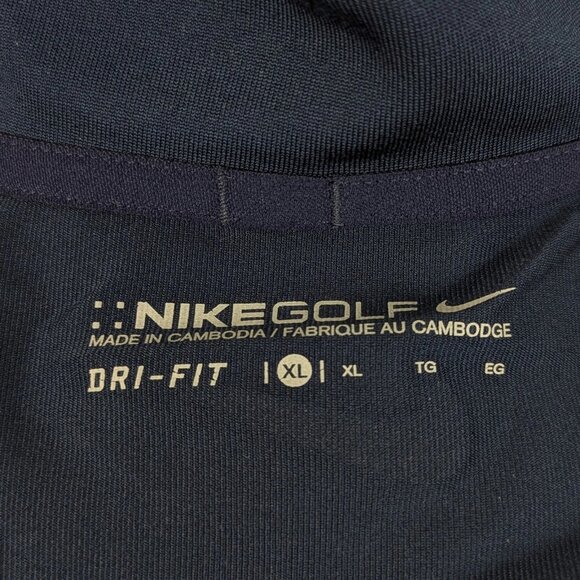 NIKEGOLF
MADE IN CAMBODIA / FABRIQUE AU CAMBODGE
DRI-FIT | XL | XL TG EG